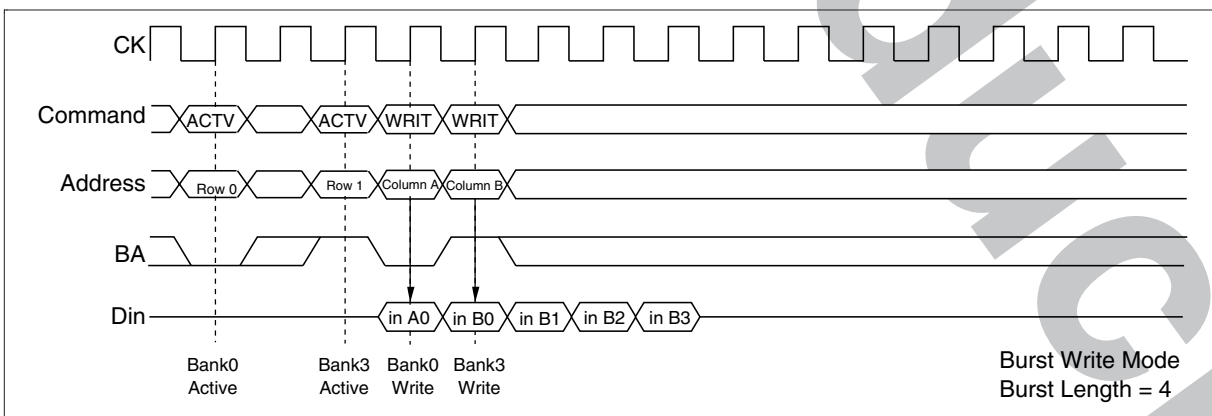 CK
Command ACTV ACTV WRIT WRIT
Address Row 0 Row 1 Column A Column B
BA
Din in A0 in B0 in B1 in B2 in B3
Bank0 Bank3 Bank0 Bank3
Active Active Write Write
Burst Write Mode
Burst Length = 4